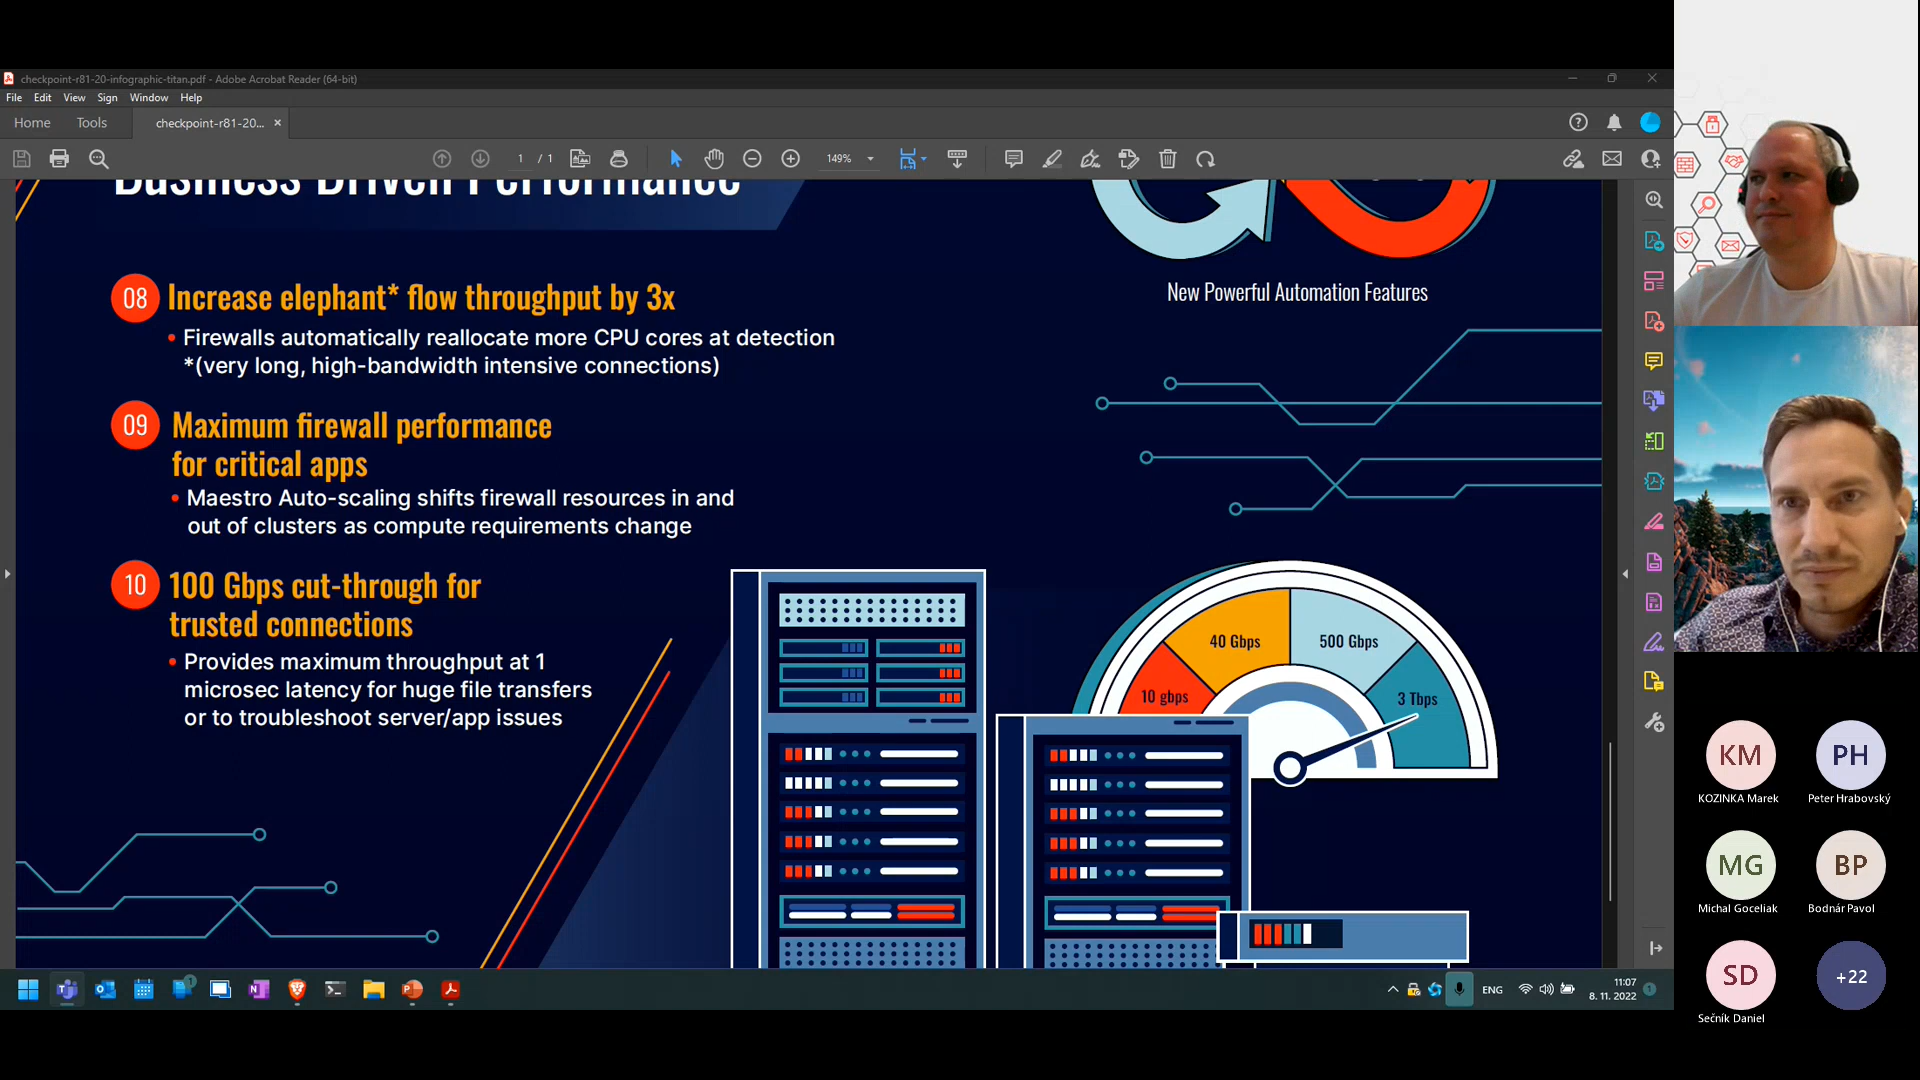 checkpoint-r81-20-infographic-titan.pdf - Adobe Acrobat Reader (64-bit)
File Edit View Sign Window Help
Home Tools checkpoint-r81-20... ×
1 / 1 149%
Business Driven Performance
08 Increase elephant* flow throughput by 3x
• Firewalls automatically reallocate more CPU cores at detection
*(very long, high-bandwidth intensive connections)
09 Maximum firewall performance
for critical apps
• Maestro Auto-scaling shifts firewall resources in and
out of clusters as compute requirements change
10 100 Gbps cut-through for
trusted connections
• Provides maximum throughput at 1
microsec latency for huge file transfers
or to troubleshoot server/app issues
New Powerful Automation Features
10 gbps
40 Gbps
500 Gbps
3 Tbps
KM
KOZINKA Marek
PH
Peter Hrabovský
MG
Michal Goceliak
BP
Bodnár Pavol
SD
Sečník Daniel
+22
ENG
11:07
8. 11. 2022
1